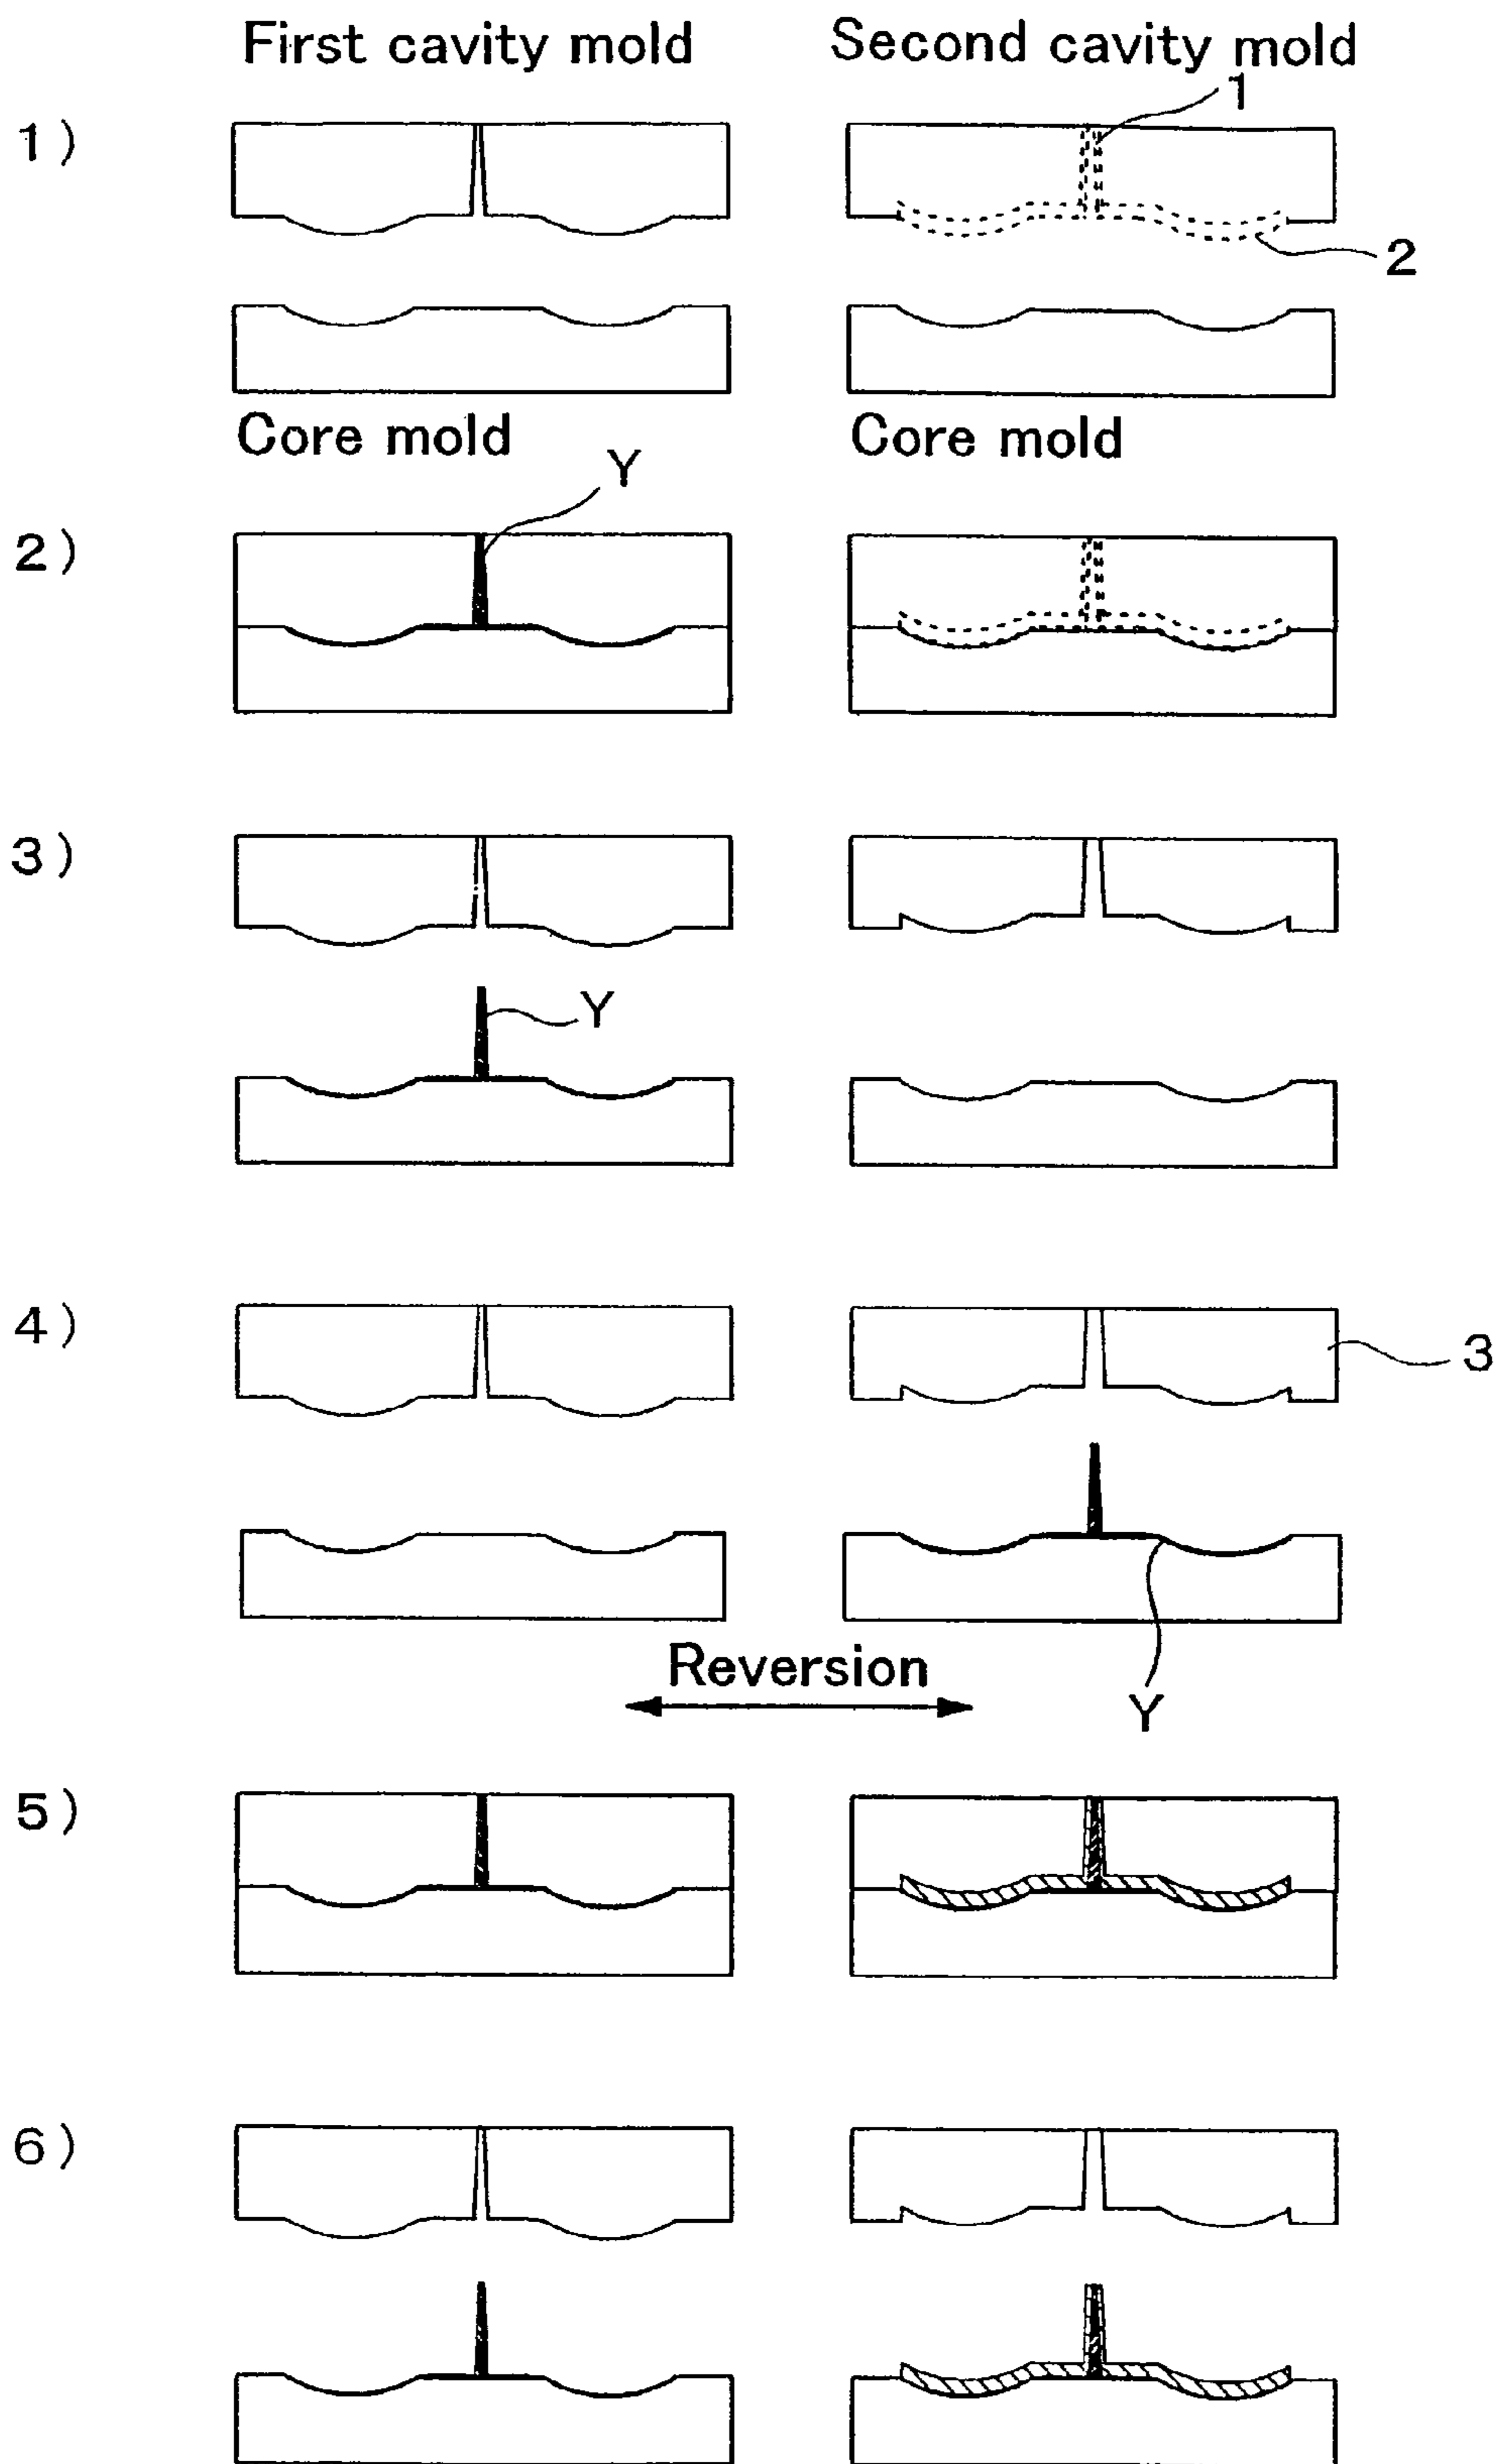 First cavity mold
Second cavity mold
1)
1
2
Core mold
Core mold
Y
2)
3)
Y
4)
3
Reversion
Y
5)
6)